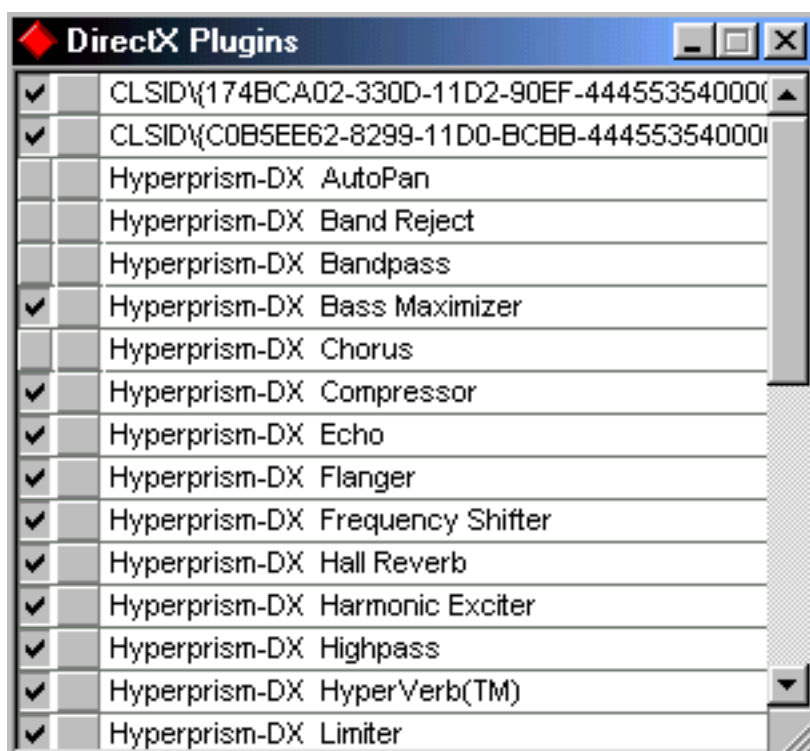 DirectX Plugins
CLSID\{174BCA02-330D-11D2-90EF-444553540000
CLSID\{C0B5EE62-8299-11D0-BCBB-444553540000
Hyperprism-DX AutoPan
Hyperprism-DX Band Reject
Hyperprism-DX Bandpass
Hyperprism-DX Bass Maximizer
Hyperprism-DX Chorus
Hyperprism-DX Compressor
Hyperprism-DX Echo
Hyperprism-DX Flanger
Hyperprism-DX Frequency Shifter
Hyperprism-DX Hall Reverb
Hyperprism-DX Harmonic Exciter
Hyperprism-DX Highpass
Hyperprism-DX HyperVerb(TM)
Hyperprism-DX Limiter